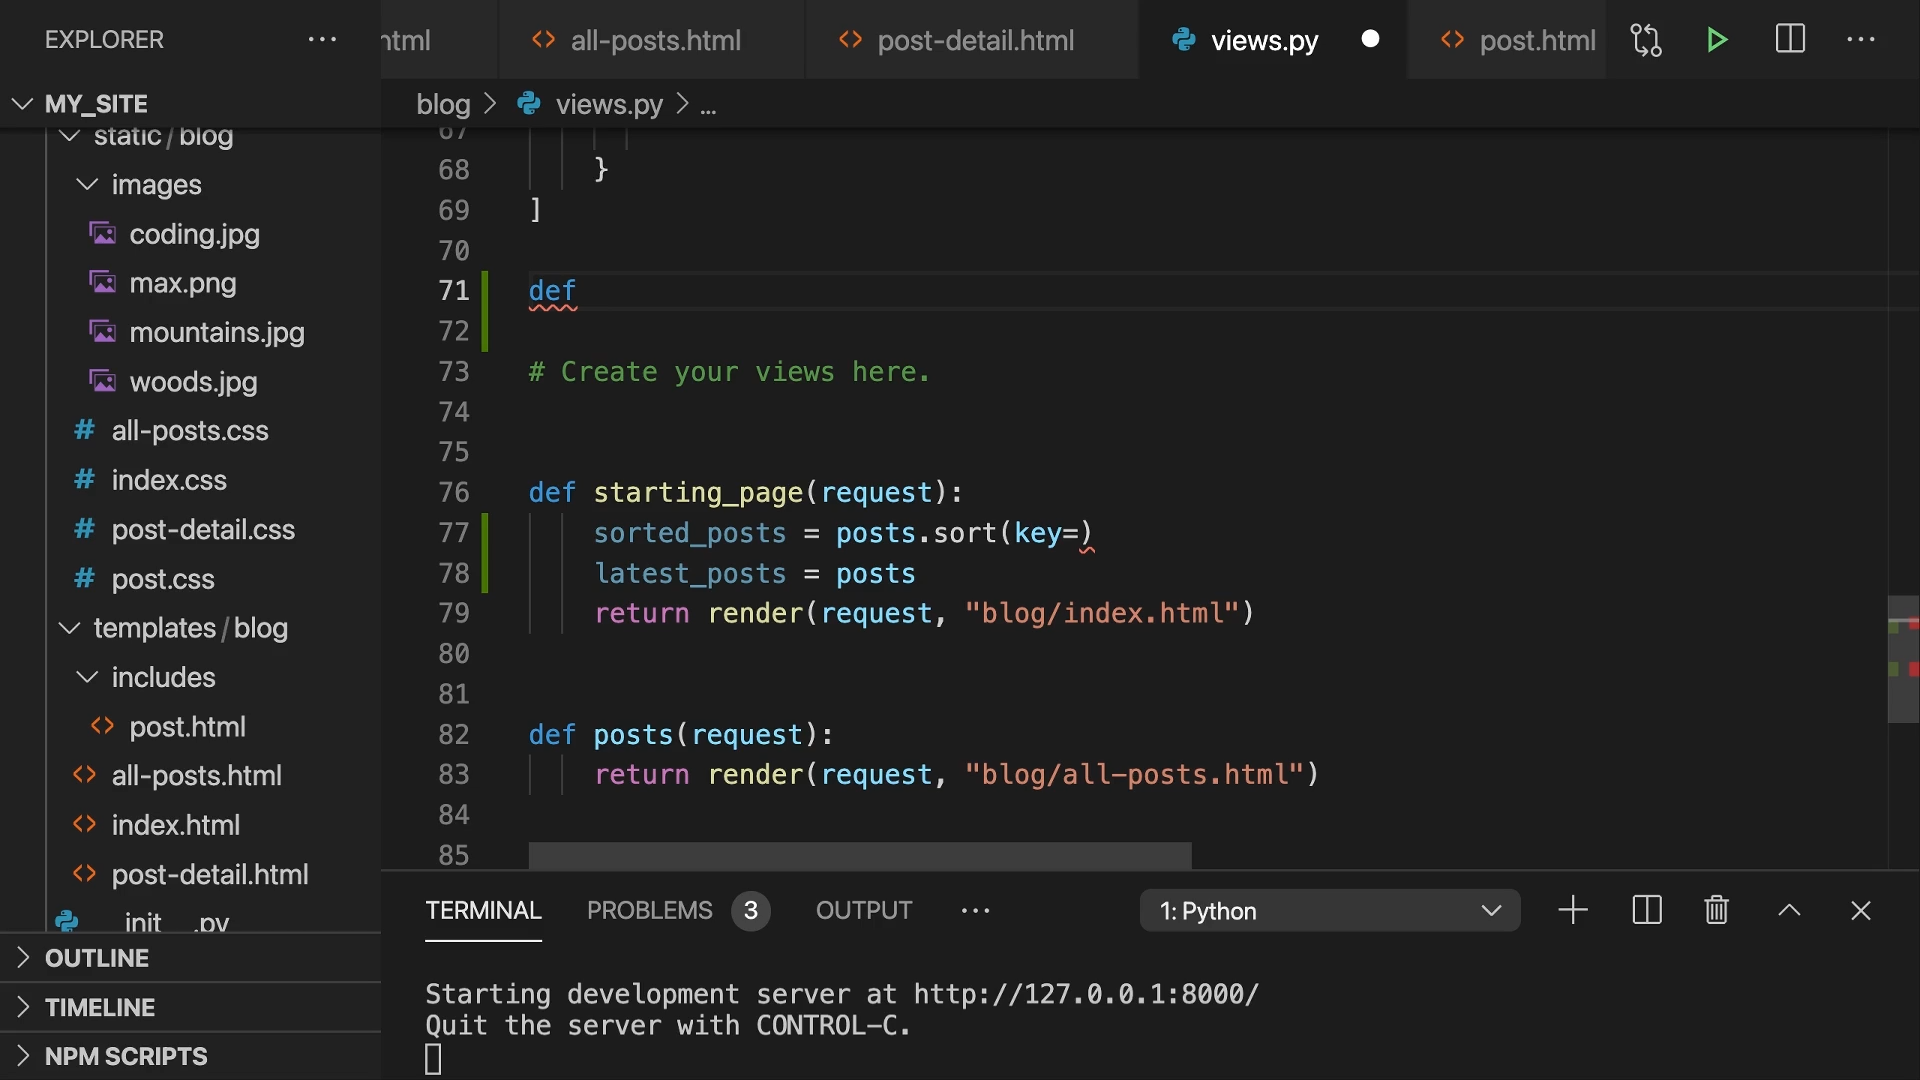 EXPLORER ...
html
all-posts.html
post-detail.html
views.py
post.html
MY_SITE
static/blog
images
coding.jpg
max.png
mountains.jpg
woods.jpg
# all-posts.css
# index.css
# post-detail.css
# post.css
templates/blog
includes
<> post.html
<> all-posts.html
<> index.html
<> post-detail.html
__init__.py
OUTLINE
TIMELINE
NPM SCRIPTS
blog > views.py > ...
67
68 }
69 ]
70
71 def
72
73 # Create your views here.
74
75
76 def starting_page(request):
77 sorted_posts = posts.sort(key=)
78 latest_posts = posts
79 return render(request, "blog/index.html")
80
81
82 def posts(request):
83 return render(request, "blog/all-posts.html")
84
85
TERMINAL PROBLEMS 3 OUTPUT ... 1: Python
Starting development server at http://127.0.0.1:8000/
Quit the server with CONTROL-C.